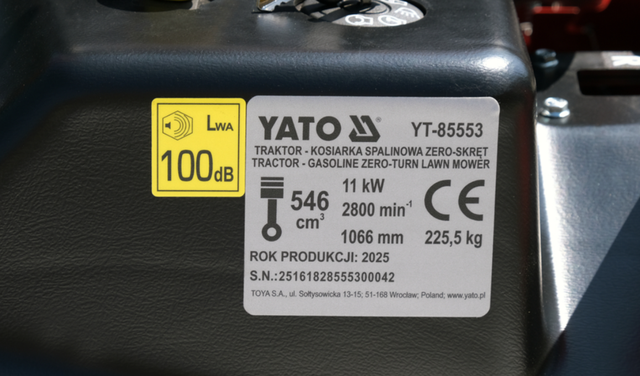 LWA
100dB
YATO YT-85553
TRAKTOR - KOSIARKA SPALINOWA ZERO-SKRĘT
TRACTOR - GASOLINE ZERO-TURN LAWN MOWER
546 cm³
11 kW
2800 min⁻¹
1066 mm
CE
225,5 kg
ROK PRODUKCJI: 2025
S.N.:25161828555300042
TOYA S.A., ul. Sołtysowicka 13-15; 51-168 Wrocław; Poland; www.yato.pl